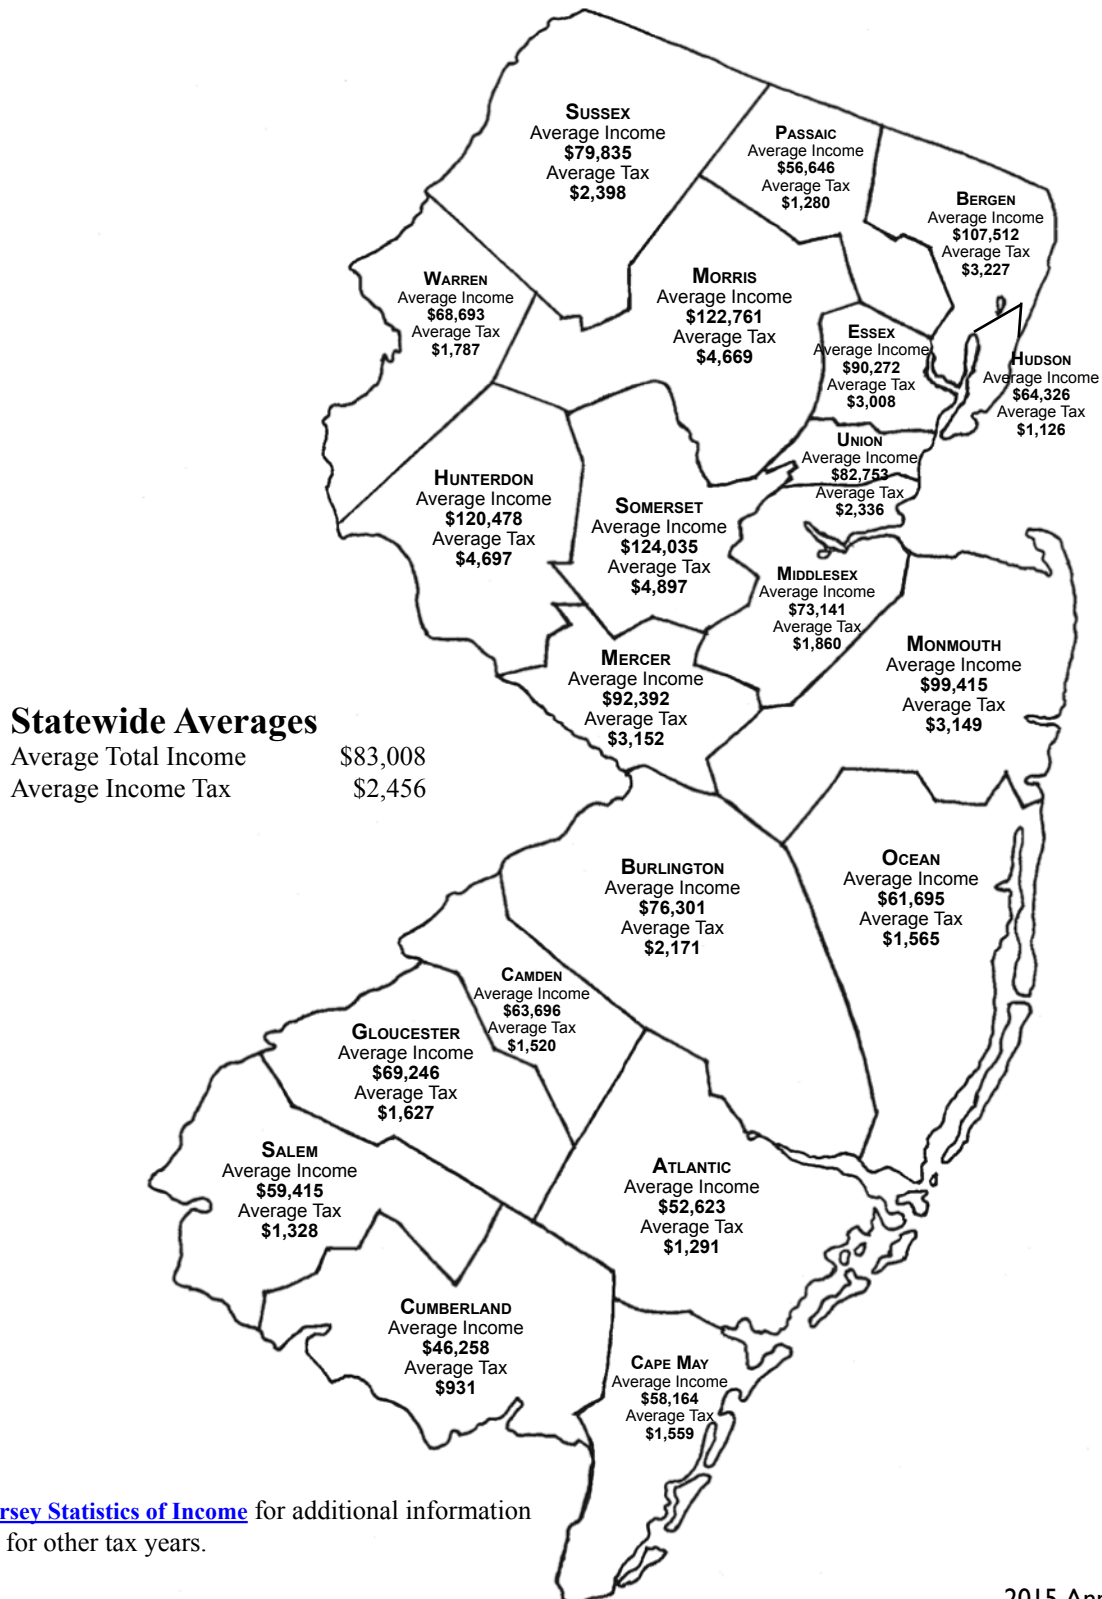 SUSSEX
Average Income
$79,835
Average Tax
$2,398
PASSAIC
Average Income
$56,646
Average Tax
$1,280
BERGEN
Average Income
$107,512
Average Tax
$3,227
WARREN
Average Income
$68,693
Average Tax
$1,787
MORRIS
Average Income
$122,761
Average Tax
$4,669
ESSEX
Average Income
$90,272
Average Tax
$3,008
HUDSON
Average Income
$64,326
Average Tax
$1,126
UNION
Average Income
$82,753
Average Tax
$2,336
HUNTERDON
Average Income
$120,478
Average Tax
$4,697
SOMERSET
Average Income
$124,035
Average Tax
$4,897
MIDDLESEX
Average Income
$73,141
Average Tax
$1,860
MERCER
Average Income
$92,392
Average Tax
$3,152
MONMOUTH
Average Income
$99,415
Average Tax
$3,149
Statewide Averages
Average Total Income $83,008
Average Income Tax $2,456
BURLINGTON
Average Income
$76,301
Average Tax
$2,171
OCEAN
Average Income
$61,695
Average Tax
$1,565
CAMDEN
Average Income
$63,696
Average Tax
$1,520
GLOUCESTER
Average Income
$69,246
Average Tax
$1,627
SALEM
Average Income
$59,415
Average Tax
$1,328
ATLANTIC
Average Income
$52,623
Average Tax
$1,291
CUMBERLAND
Average Income
$46,258
Average Tax
$931
CAPE MAY
Average Income
$58,164
Average Tax
$1,559
rsey Statistics of Income for additional information
for other tax years.
2015 Ann